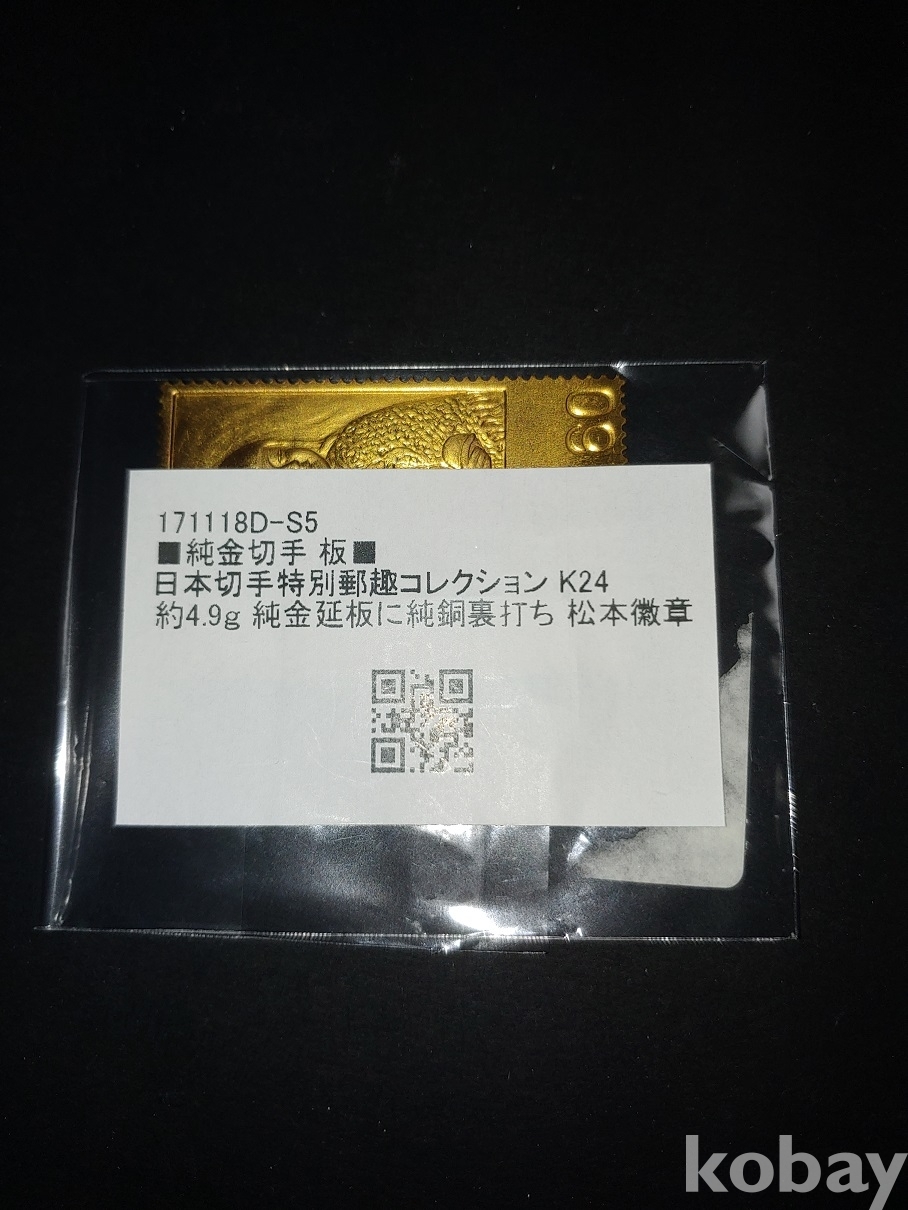 60
171118D-S5
■純金切手 板■
日本切手特別郵趣コレクション K24
約4.9g 純金延板に純銅裏打ち 松本徽章
kobay